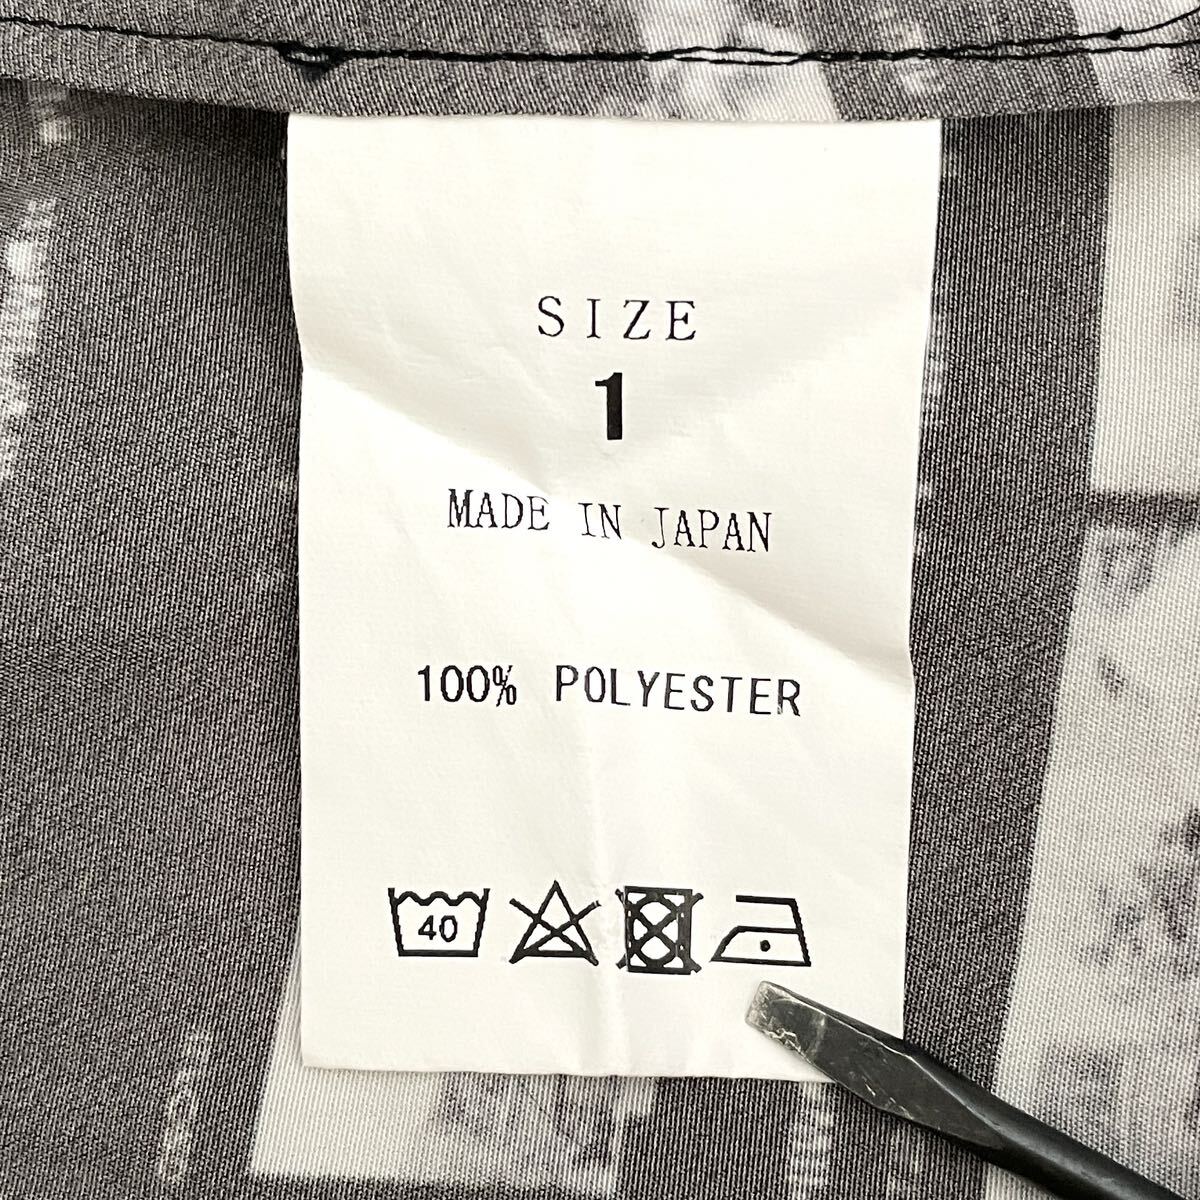 SIZE
1
MADE IN JAPAN
100% POLYESTER
40